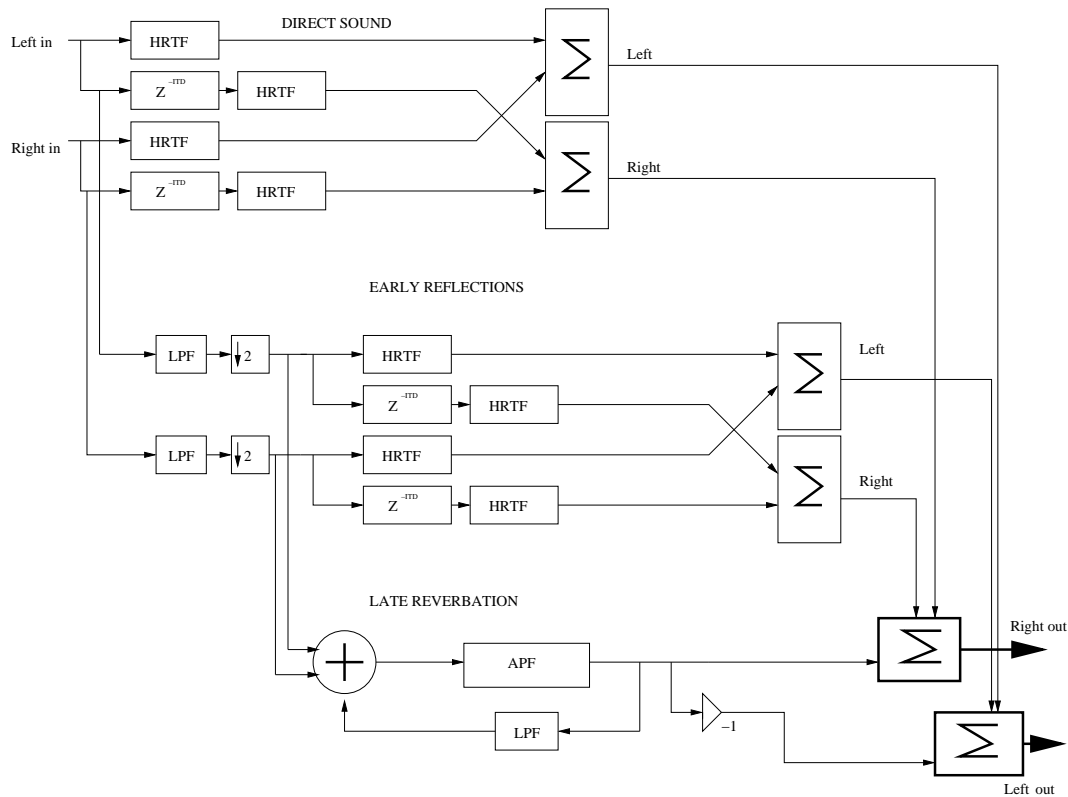 DIRECT SOUND
Left in
HRTF
Σ
Left
Z^-ITD
HRTF
Right in
HRTF
Σ
Right
Z^-ITD
HRTF
EARLY REFLECTIONS
LPF
↓2
HRTF
Σ
Left
Z^-ITD
HRTF
LPF
↓2
HRTF
Σ
Right
Z^-ITD
HRTF
LATE REVERBATION
Right out
Σ
+
APF
LPF
−1
Σ
Left out